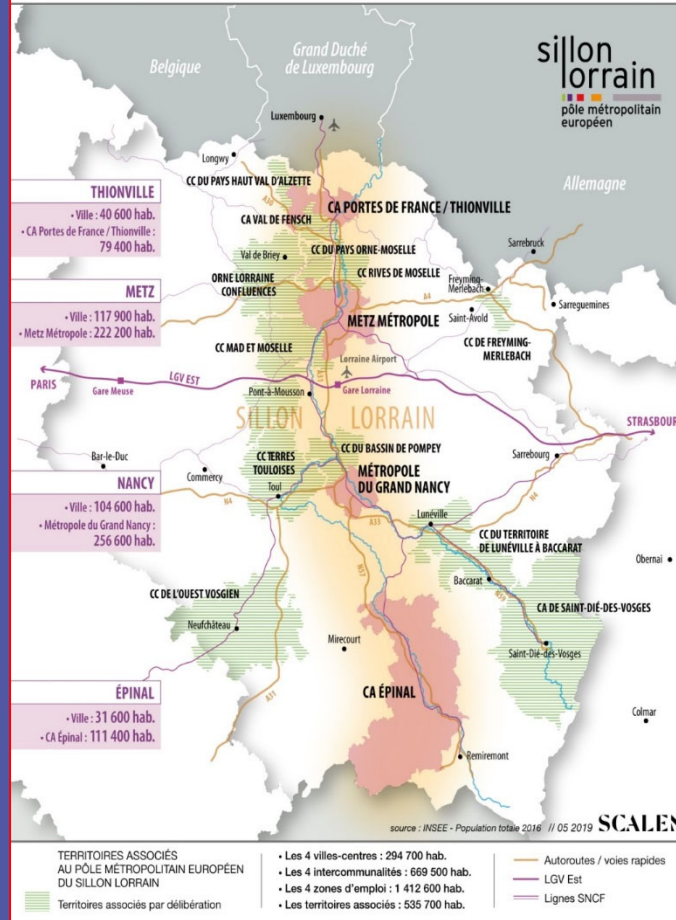 Belgique
Grand Duché
de Luxembourg
Allemagne
sillon
lorrain
pôle métropolitain
européen
Luxembourg
Longwy
CC DU PAYS HAUT VAL D'ALZETTE
A30
CA VAL DE FENSCH
CA PORTES DE FRANCE / THIONVILLE
THIONVILLE
• Ville : 40 600 hab.
• CA Portes de France / Thionville :
79 400 hab.
CC DU PAYS ORNE-MOSELLE
Val de Briey
CC RIVES DE MOSELLE
ORNE LORRAINE
CONFLUENCES
Sarrebruck
Freyming-
Merlebach
Sarreguemines
A4
Saint-Avold
METZ
• Ville : 117 900 hab.
• Metz Métropole : 222 200 hab.
METZ MÉTROPOLE
CC DE FREYMING-
MERLEBACH
CC MAD ET MOSELLE
A31
Lorraine Airport
PARIS
Gare Meuse
LGV EST
Pont-à-Mousson
Gare Lorraine
STRASBOUR
SILLON LORRAIN
Bar-le-Duc
Commercy
CC TERRES
TOULOISES
CC DU BASSIN DE POMPEY
Sarrebourg
MÉTROPOLE
DU GRAND NANCY
Toul
N4
N4
NANCY
• Ville : 104 600 hab.
• Métropole du Grand Nancy :
256 600 hab.
A33
Lunéville
CC DU TERRITOIRE
DE LUNÉVILLE À BACCARAT
Obernai
N57
Baccarat
N59
CC DE L'OUEST VOSGIEN
CA DE SAINT-DIÉ-DES-VOSGES
Neufchâteau
Mirecourt
Saint-Dié-des-Vosges
ÉPINAL
• Ville : 31 600 hab.
• CA Épinal : 111 400 hab.
A31
CA ÉPINAL
Colmar
Remiremont
source : INSEE - Population totale 2016 // 05 2019 SCALEN
TERRITOIRES ASSOCIÉS
AU PÔLE MÉTROPOLITAIN EUROPÉEN
DU SILLON LORRAIN
Territoires associés par délibération
• Les 4 villes-centres : 294 700 hab.
• Les 4 intercommunalités : 669 500 hab.
• Les 4 zones d'emploi : 1 412 600 hab.
• Les territoires associés : 535 700 hab.
Autoroutes / voies rapides
LGV Est
Lignes SNCF